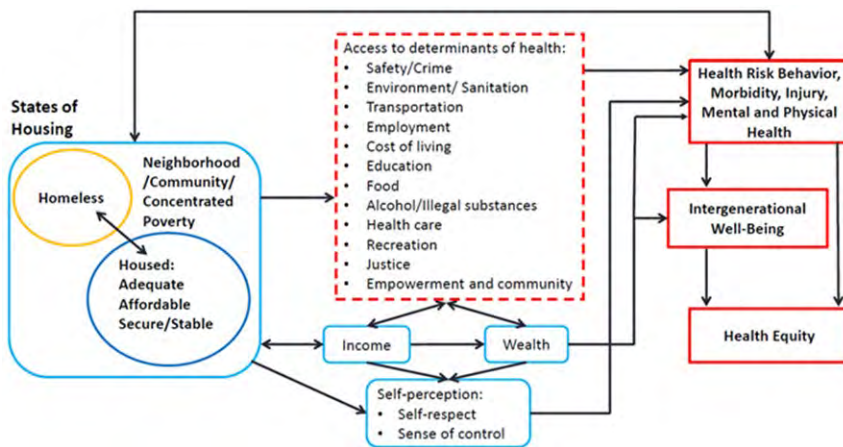 States of
Housing
Homeless
Neighborhood
/Community/
Concentrated
Poverty
Housed:
Adequate
Affordable
Secure/Stable
Access to determinants of health:
• Safety/Crime
• Environment/ Sanitation
• Transportation
• Employment
• Cost of living
• Education
• Food
• Alcohol/Illegal substances
• Health care
• Recreation
• Justice
• Empowerment and community
Income
Wealth
Self-perception:
• Self-respect
• Sense of control
Health Risk Behavior,
Morbidity, Injury,
Mental and Physical
Health
Intergenerational
Well-Being
Health Equity